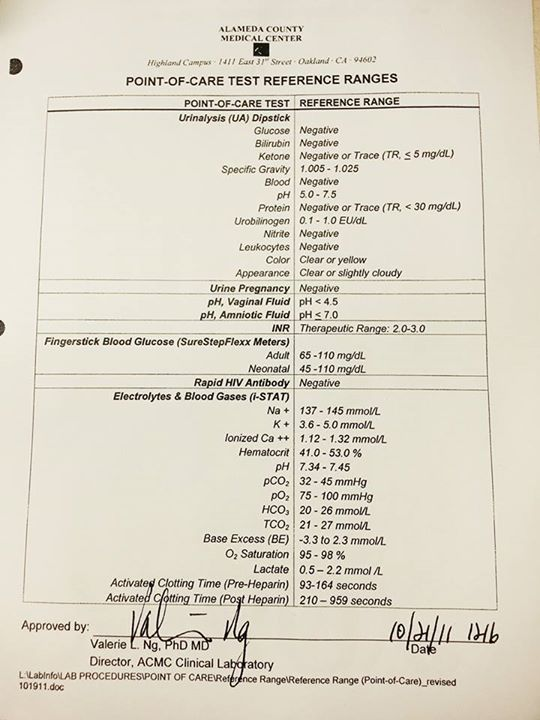 ALAMEDA COUNTY
MEDICAL CENTER
Highland Campus · 1411 East 31st Street · Oakland · CA · 94602
POINT-OF-CARE TEST REFERENCE RANGES
POINT-OF-CARE TEST REFERENCE RANGE
Urinalysis (UA) Dipstick
Glucose Negative
Bilirubin Negative
Ketone Negative or Trace (TR, ≤ 5 mg/dL)
Specific Gravity 1.005 - 1.025
Blood Negative
pH 5.0 - 7.5
Protein Negative or Trace (TR, < 30 mg/dL)
Urobilinogen 0.1 - 1.0 EU/dL
Nitrite Negative
Leukocytes Negative
Color Clear or yellow
Appearance Clear or slightly cloudy
Urine Pregnancy Negative
pH, Vaginal Fluid pH < 4.5
pH, Amniotic Fluid pH ≤ 7.0
INR Therapeutic Range: 2.0-3.0
Fingerstick Blood Glucose (SureStepFlexx Meters)
Adult 65 -110 mg/dL
Neonatal 45 -110 mg/dL
Rapid HIV Antibody Negative
Electrolytes & Blood Gases (i-STAT)
Na + 137 - 145 mmol/L
K + 3.6 - 5.0 mmol/L
Ionized Ca ++ 1.12 - 1.32 mmol/L
Hematocrit 41.0 - 53.0 %
pH 7.34 - 7.45
pCO₂ 32 - 45 mmHg
pO₂ 75 - 100 mmHg
HCO₃ 20 - 26 mmol/L
TCO₂ 21 - 27 mmol/L
Base Excess (BE) -3.3 to 2.3 mmol/L
O₂ Saturation 95 - 98 %
Lactate 0.5 – 2.2 mmol /L
Activated Clotting Time (Pre-Heparin) 93-164 seconds
Activated Clotting Time (Post Heparin) 210 – 959 seconds
Approved by: Val Ng 10/21/11 1216
Valerie L. Ng, PhD MD Date
Director, ACMC Clinical Laboratory
L:\LabInfo\LAB PROCEDURES\POINT OF CARE\Reference Range\Reference Range (Point-of-Care)_revised
101911.doc